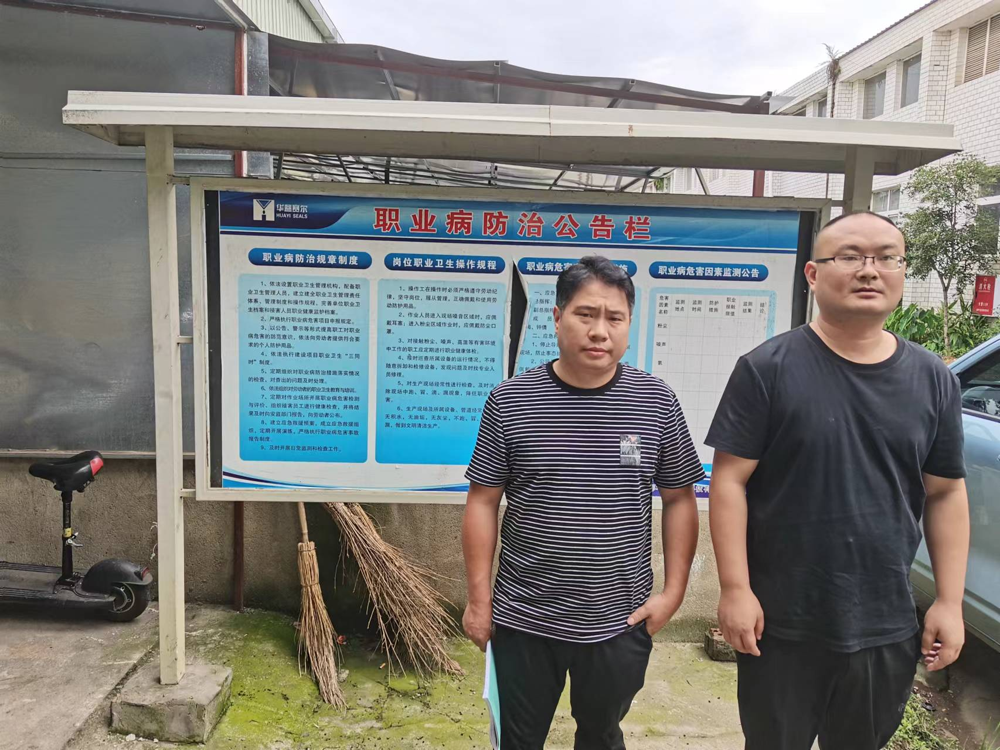 华镒赛尔
HUAYI SEALS
职业病防治公告栏
职业病防治规章制度
1、依法设置职业卫生管理机构，配备职
业卫生管理人员，建立建全职业卫生管理责任
体系、管理制度和操作规程，完善单位职业卫
生档案和接害人员职业健康监护档案。
2、严格执行职业病危害项目申报规定。
3、以公告、警示等形式提高职工对职业
病危害的防范意识，依法向劳动者提供符合要
求的个人防护用品。
4、依法执行建设项目职业卫生“三同
时”制度。
5、定期组织对职业病防治措施落实情况
的检查，对查出的问题及时处理。
6、依法组织对劳动者的职业卫生教育与培训。
7、定期对作业场所开展职业病危害检测
与评价、组织接害员工进行健康检查，并将结
果及时向安监部门报告，向劳动者公布。
8、建立应急救援预案，成立应急救援组
织，定期开展演练，严格执行职业病危害事故
报告制度。
9、及时开展日常监测和检查工作。
岗位职业卫生操作规程
1、操作工在操作时必须严格遵守劳动纪
律，坚守岗位，服从管理，正确佩戴和使用劳
动防护用品。
2、作业人员进入现场噪音区域时，应佩
戴耳塞；进入粉尘区域作业时，应佩戴防尘口
罩。
3、对接触粉尘、噪声、高温等有害环境
中工作的职工应定期进行职业健康体检。
4、按时巡查所属设备的运行情况，不得
随意拆卸和检修设备，发现问题及时找专业人
员修理。
5、对生产现场经常性进行检查，及时消
除现场中跑、冒、滴、漏现象，降低职业
害。
6、生产现场及所属设备、管道经常
无积水，无油垢，无灰尘，不跑、冒、
漏，做到文明清洁生产。
职业病危害
施
一、应急
总指挥：
副总指挥
成 员
海、钟倩
二、应急
1、停止导
现场，防止事态
2、公司
职业病危害因素监测公告
危害因素名称 监测地点 监测时间 防护措施 职业接触限值 监测结果 结论
粉尘
噪声
氨
消火栓
火警119